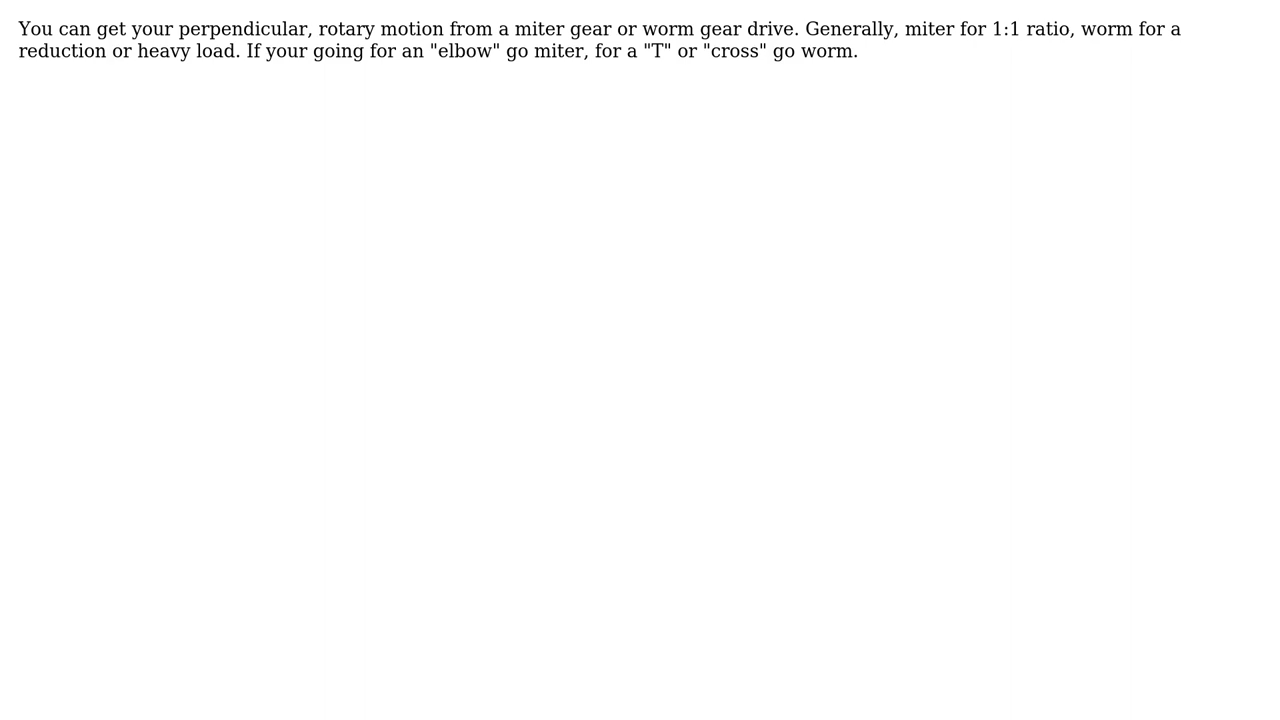 You can get your perpendicular, rotary motion from a miter gear or worm gear drive. Generally, miter for 1:1 ratio, worm for a
reduction or heavy load. If your going for an "elbow" go miter, for a "T" or "cross" go worm.